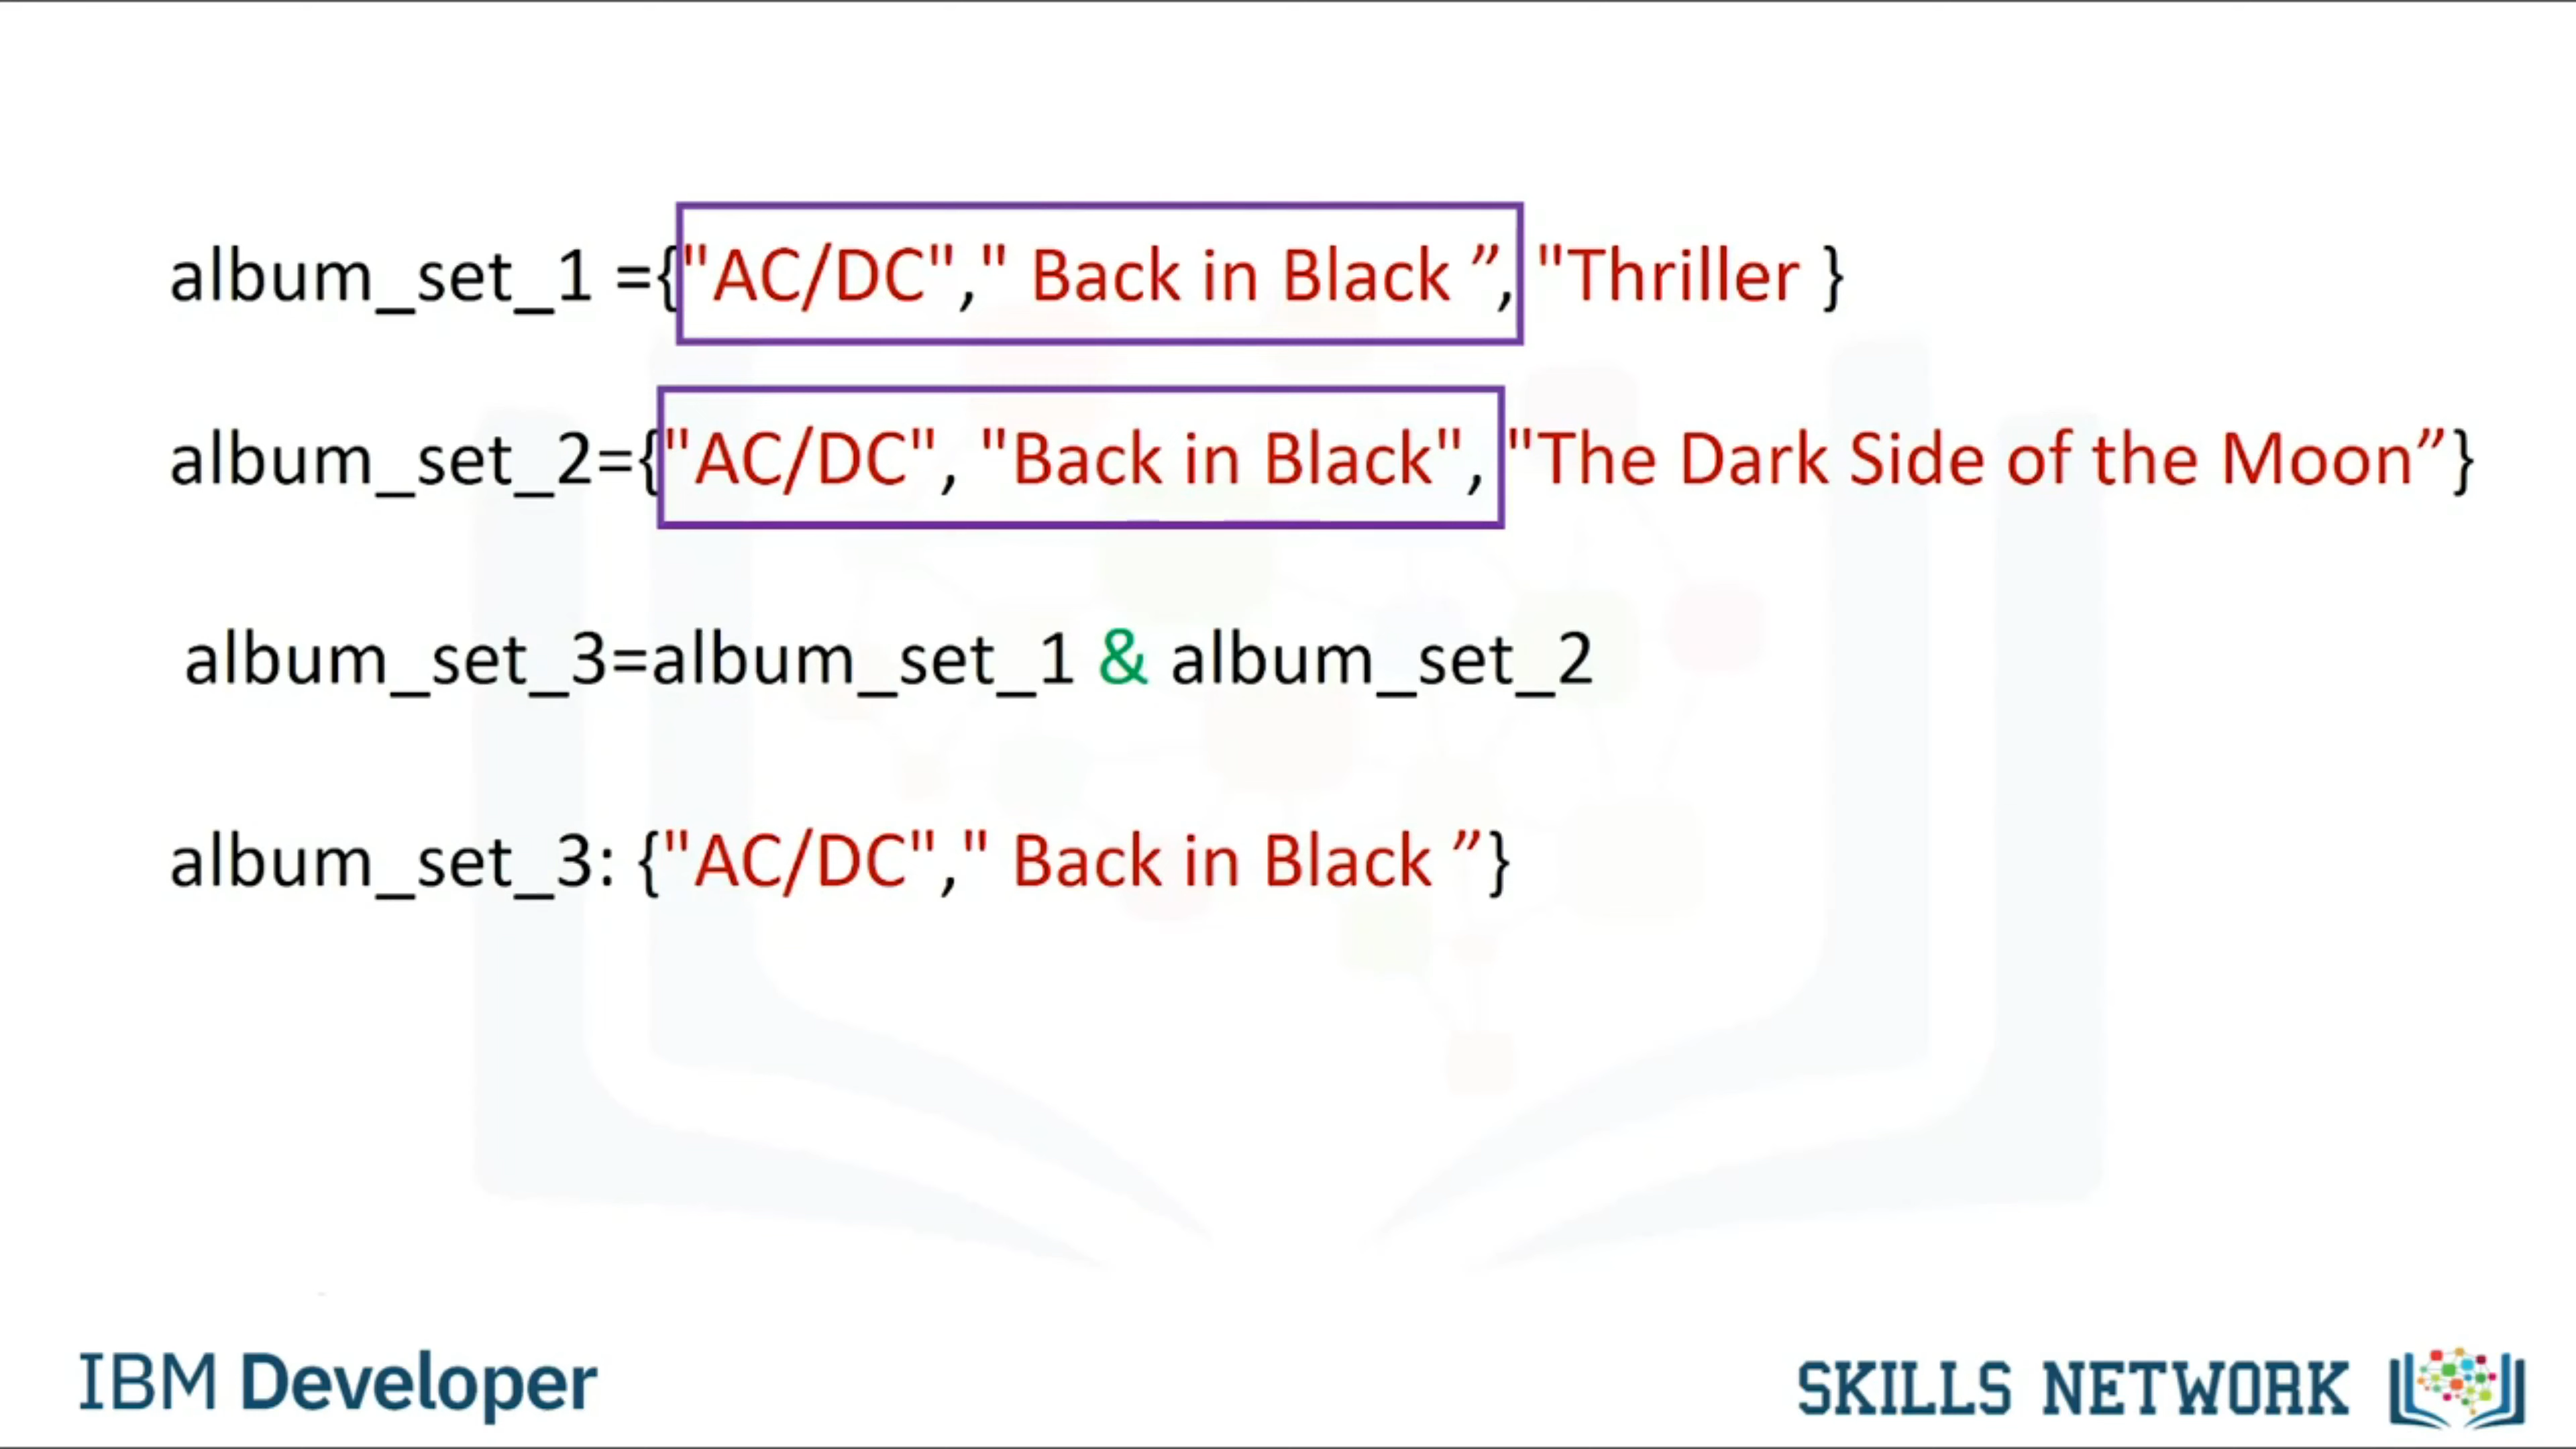 album_set_1 ={"AC/DC"," Back in Black ”, "Thriller }
album_set_2={"AC/DC", "Back in Black", "The Dark Side of the Moon”}
album_set_3=album_set_1 & album_set_2
album_set_3: {"AC/DC"," Back in Black ”}
IBM Developer
SKILLS NETWORK